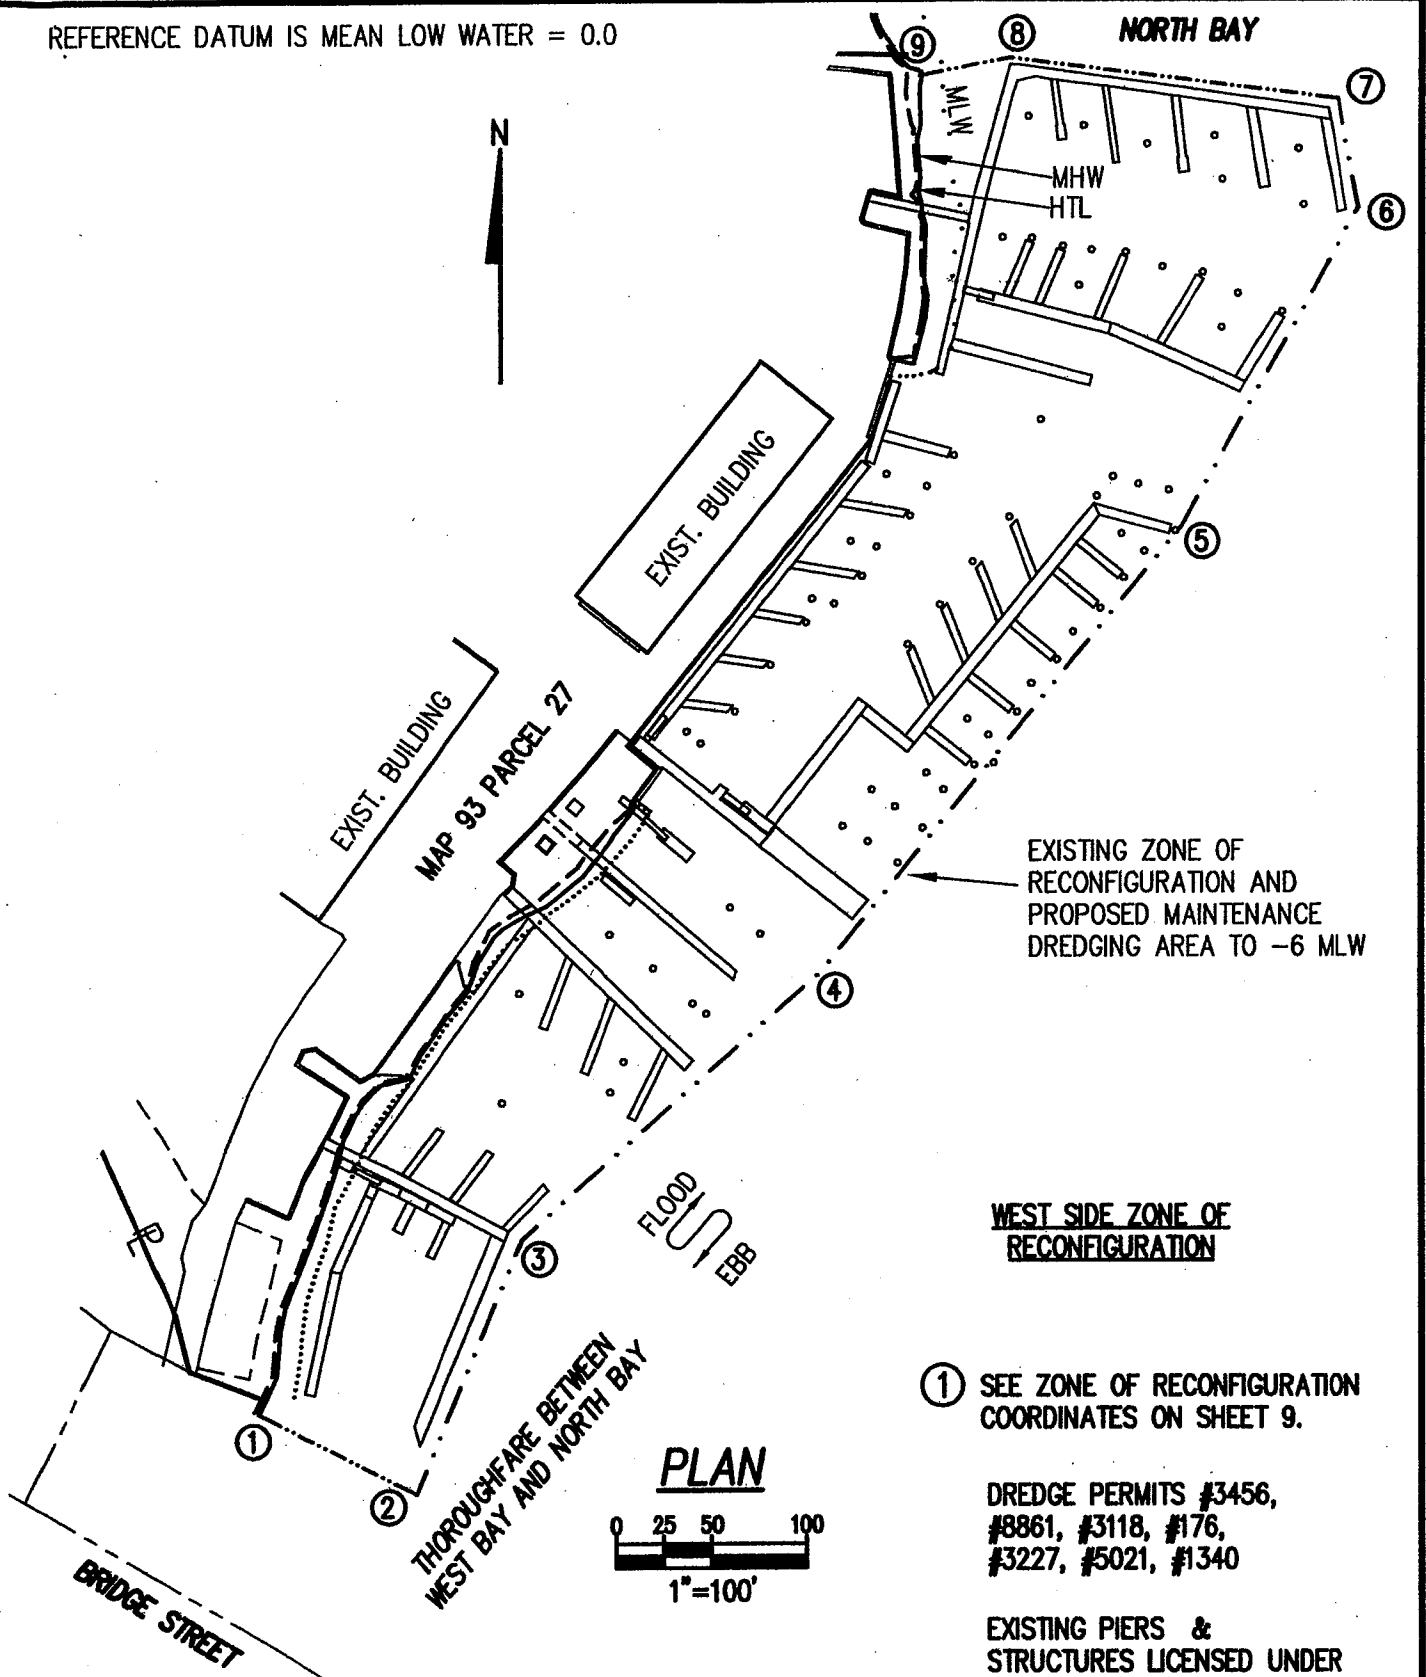 REFERENCE DATUM IS MEAN LOW WATER = 0.0
NORTH BAY
9
8
7
6
MLW
MHW
HTL
N
EXIST. BUILDING
5
EXIST. BUILDING
MAP 93 PARCEL 27
EXISTING ZONE OF
RECONFIGURATION AND
PROPOSED MAINTENANCE
DREDGING AREA TO -6 MLW
4
FLOOD
EBB
3
WEST SIDE ZONE OF
RECONFIGURATION
PL
1
2
THOROUGHFARE BETWEEN
WEST BAY AND NORTH BAY
BRIDGE STREET
PLAN
0 25 50 100
1"=100'
1 SEE ZONE OF RECONFIGURATION
COORDINATES ON SHEET 9.
DREDGE PERMITS #3456,
#8861, #3118, #176,
#3227, #5021, #1340
EXISTING PIERS &
STRUCTURES LICENSED UNDER